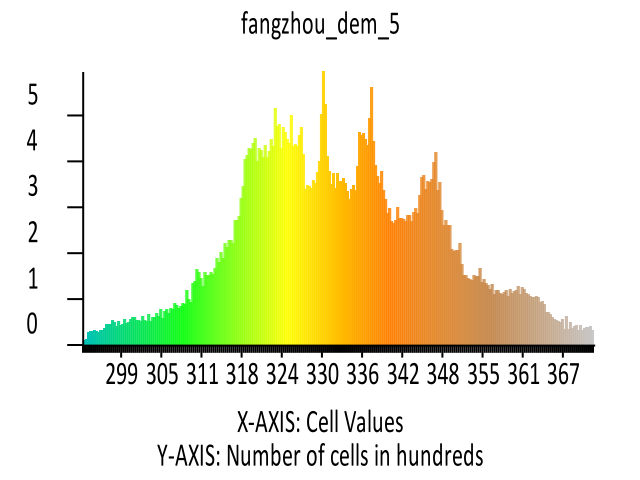 fangzhou_dem_5
5
4
3
2
1
0
299 305 311 318 324 330 336 342 348 355 361 367
X-AXIS: Cell Values
Y-AXIS: Number of cells in hundreds